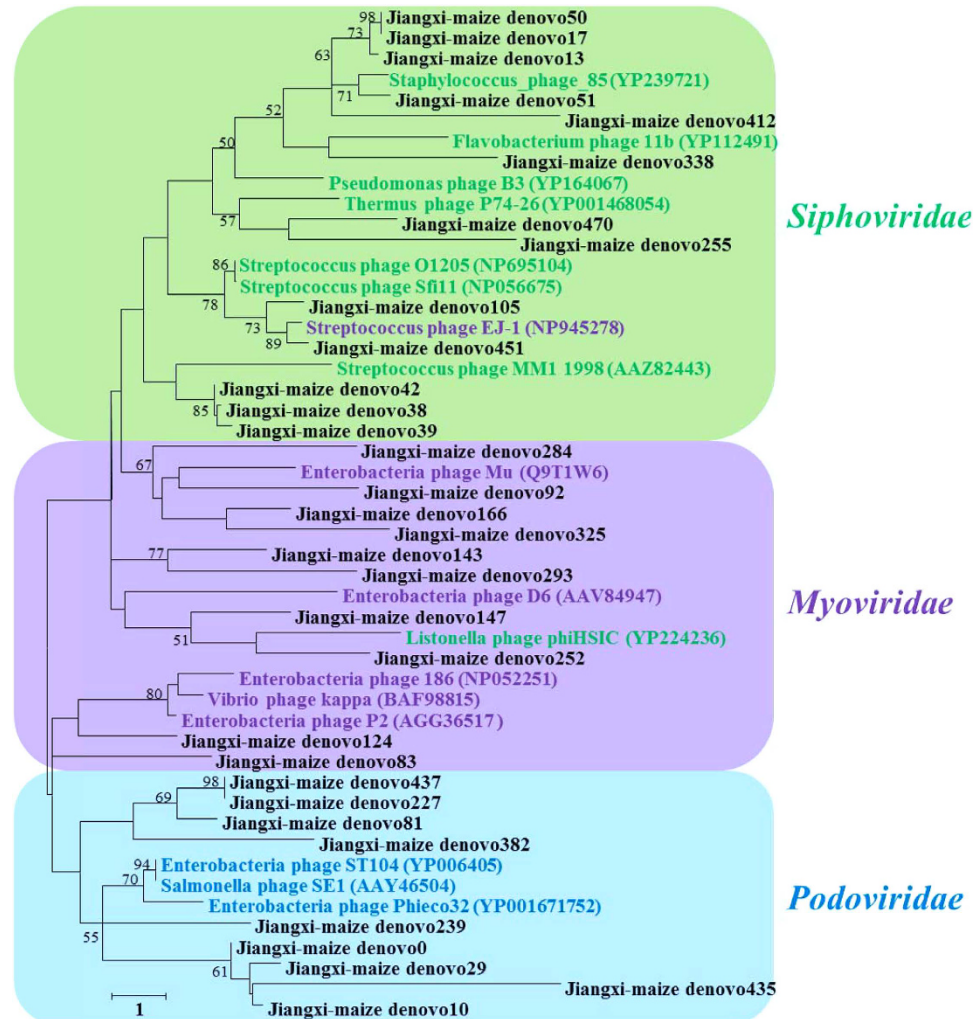 98
Jiangxi-maize denovo50
73
Jiangxi-maize denovo17
63
Jiangxi-maize denovo13
Staphylococcus_phage_85 (YP239721)
71
Jiangxi-maize denovo51
52
Jiangxi-maize denovo412
50
Flavobacterium phage 11b (YP112491)
Jiangxi-maize denovo338
Pseudomonas phage B3 (YP164067)
Thermus phage P74-26 (YP001468054)
57
Jiangxi-maize denovo470
Siphoviridae
Jiangxi-maize denovo255
86
Streptococcus phage O1205 (NP695104)
Streptococcus phage Sfi11 (NP056675)
78
Jiangxi-maize denovo105
73
Streptococcus phage EJ-1 (NP945278)
89
Jiangxi-maize denovo451
Streptococcus phage MM1 1998 (AAZ82443)
Jiangxi-maize denovo42
85
Jiangxi-maize denovo38
Jiangxi-maize denovo39
Jiangxi-maize denovo284
67
Enterobacteria phage Mu (Q9T1W6)
Jiangxi-maize denovo92
Jiangxi-maize denovo166
Jiangxi-maize denovo325
77
Jiangxi-maize denovo143
Jiangxi-maize denovo293
Enterobacteria phage D6 (AAV84947)
Myoviridae
Jiangxi-maize denovo147
51
Listonella phage phiHSIC (YP224236)
Jiangxi-maize denovo252
Enterobacteria phage 186 (NP052251)
80
Vibrio phage kappa (BAF98815)
Enterobacteria phage P2 (AGG36517)
Jiangxi-maize denovo124
Jiangxi-maize denovo83
98
Jiangxi-maize denovo437
69
Jiangxi-maize denovo227
Jiangxi-maize denovo81
Jiangxi-maize denovo382
94
Enterobacteria phage ST104 (YP006405)
70
Salmonella phage SE1 (AAY46504)
Enterobacteria phage Phieco32 (YP001671752)
Podoviridae
Jiangxi-maize denovo239
55
Jiangxi-maize denovo0
61
Jiangxi-maize denovo29
Jiangxi-maize denovo435
1
Jiangxi-maize denovo10